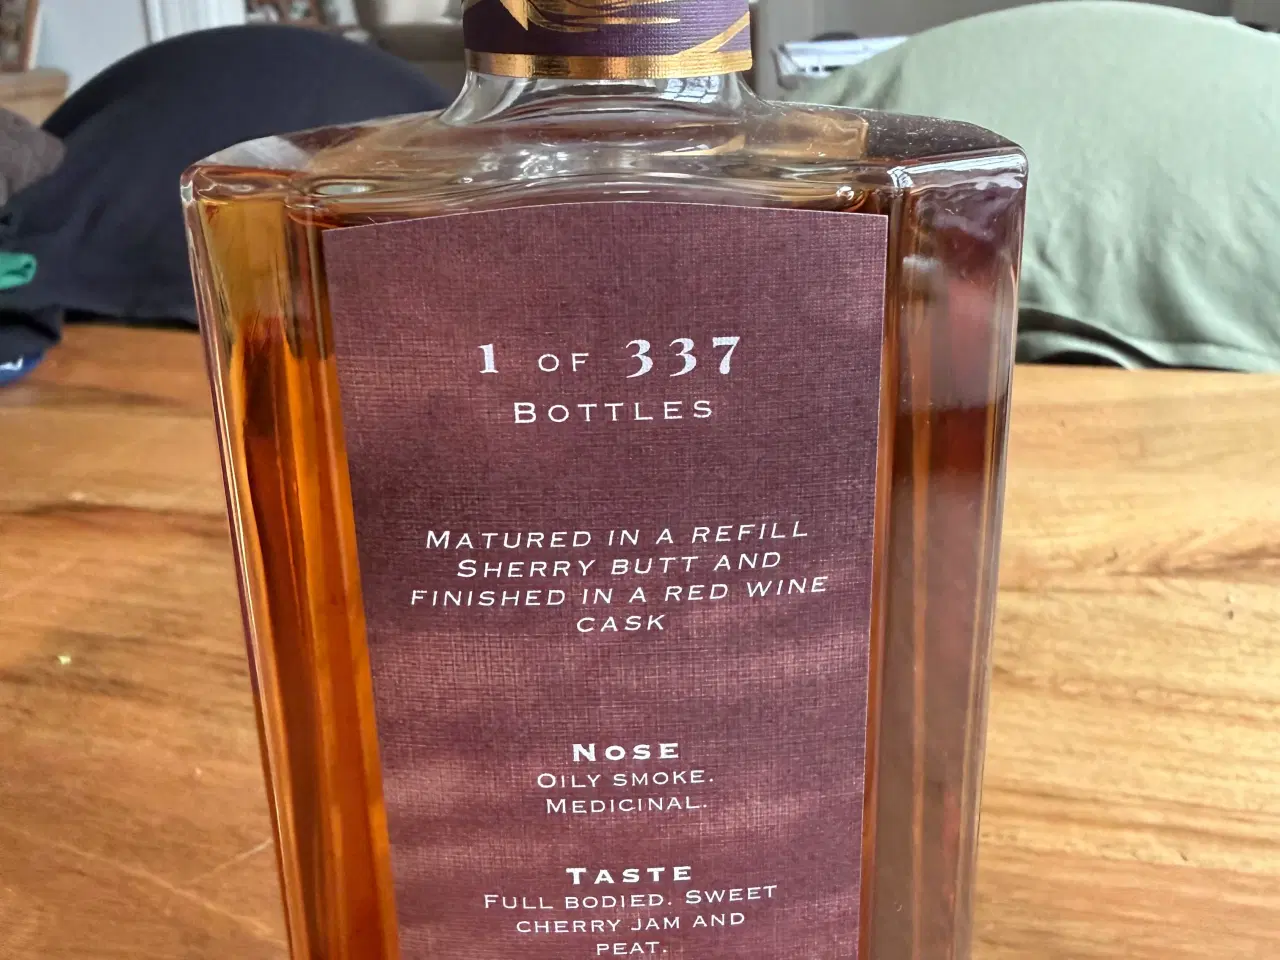 1 OF 337
BOTTLES
MATURED IN A REFILL
SHERRY BUTT AND
FINISHED IN A RED WINE
CASK
NOSE
OILY SMOKE.
MEDICINAL.
TASTE
FULL BODIED. SWEET
CHERRY JAM AND
PEAT.